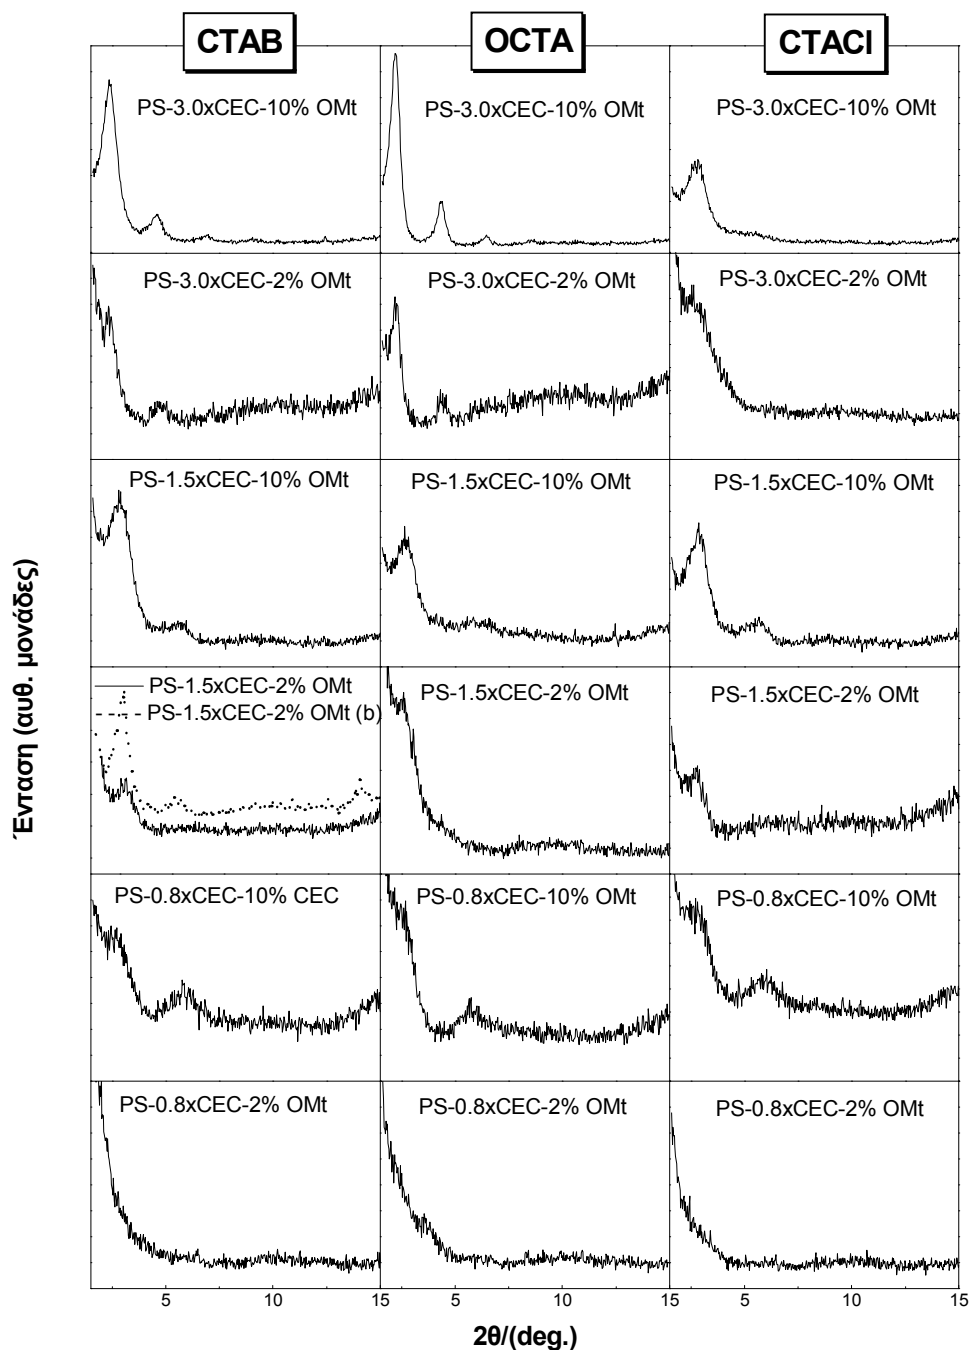 CTAB OCTA CTACl
PS-3.0xCEC-10% OMt PS-3.0xCEC-10% OMt PS-3.0xCEC-10% OMt
PS-3.0xCEC-2% OMt PS-3.0xCEC-2% OMt PS-3.0xCEC-2% OMt
PS-1.5xCEC-10% OMt PS-1.5xCEC-10% OMt PS-1.5xCEC-10% OMt
PS-1.5xCEC-2% OMt PS-1.5xCEC-2% OMt PS-1.5xCEC-2% OMt
PS-1.5xCEC-2% OMt (b)
PS-0.8xCEC-10% CEC PS-0.8xCEC-10% OMt PS-0.8xCEC-10% OMt
PS-0.8xCEC-2% OMt PS-0.8xCEC-2% OMt PS-0.8xCEC-2% OMt
Ένταση (αυθ. μονάδες)
5 10 15 5 10 15 5 10 15
2θ/(deg.)